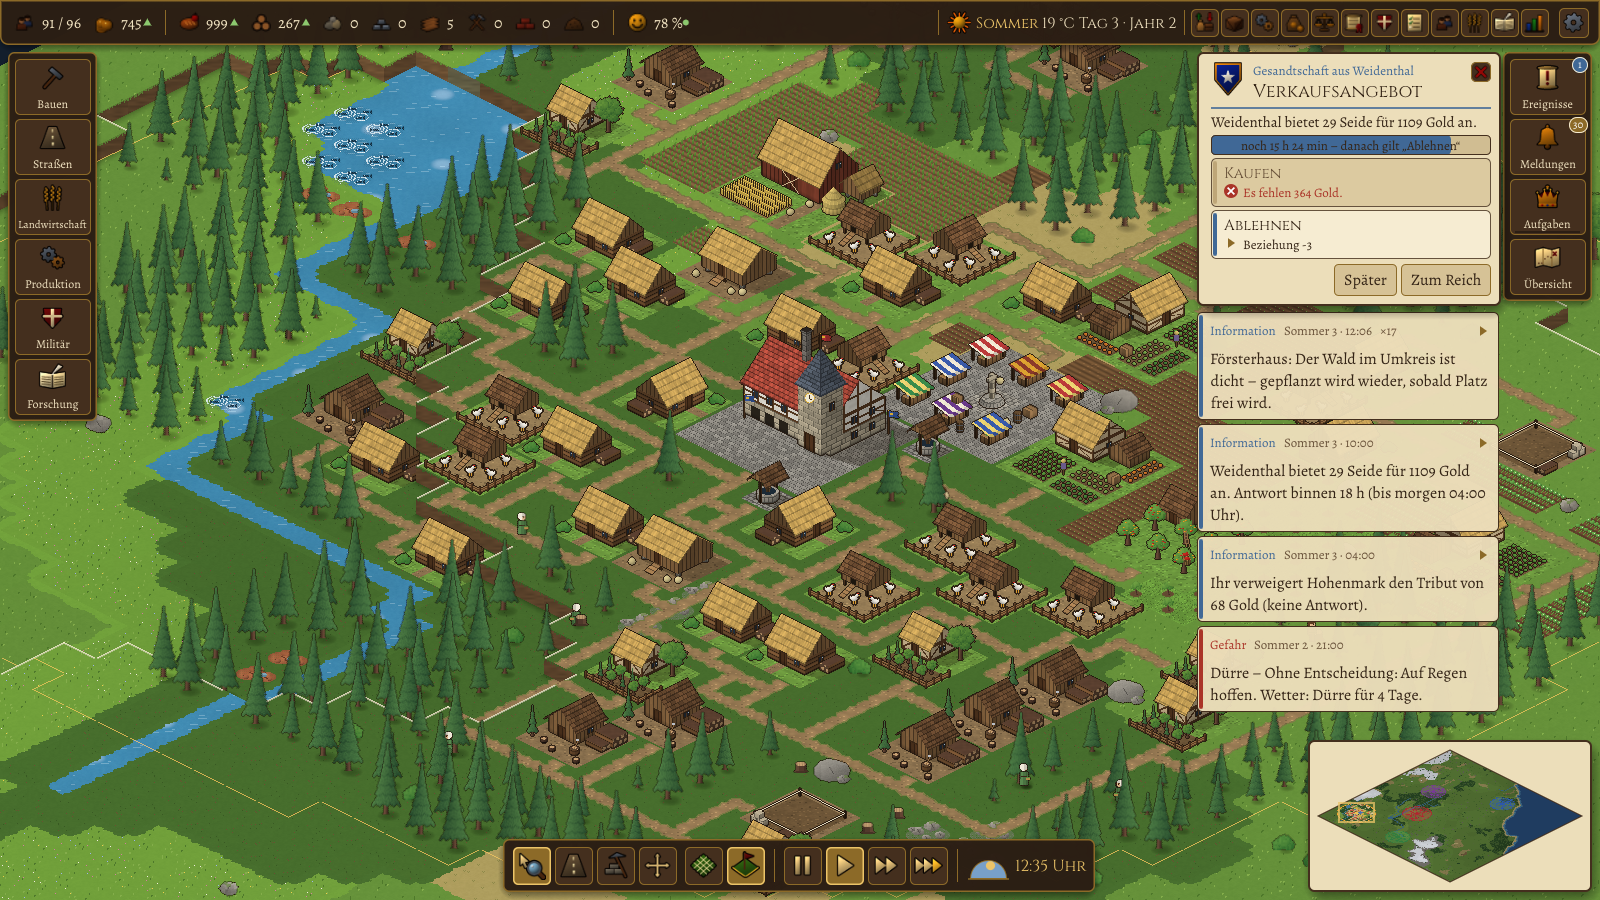 91 / 96
745
999
267
0
0
5
0
0
0
78 %
Sommer 19 °C Tag 3 · Jahr 2
Bauen
Straßen
Landwirtschaft
Produktion
Militär
Forschung
Gesandtschaft aus Weidenthal
Verkaufsangebot
Weidenthal bietet 29 Seide für 1109 Gold an.
noch 15 h 24 min – danach gilt „Ablehnen“
Kaufen
Es fehlen 364 Gold.
Ablehnen
Beziehung -3
Später
Zum Reich
1
Ereignisse
30
Meldungen
Aufgaben
Übersicht
Information Sommer 3 · 12:06 ×17
Försterhaus: Der Wald im Umkreis ist
dicht – gepflanzt wird wieder, sobald Platz
frei wird.
Information Sommer 3 · 10:00
Weidenthal bietet 29 Seide für 1109 Gold
an. Antwort binnen 18 h (bis morgen 04:00
Uhr).
Information Sommer 3 · 04:00
Ihr verweigert Hohenmark den Tribut von
68 Gold (keine Antwort).
Gefahr Sommer 2 · 21:00
Dürre – Ohne Entscheidung: Auf Regen
hoffen. Wetter: Dürre für 4 Tage.
12:35 Uhr